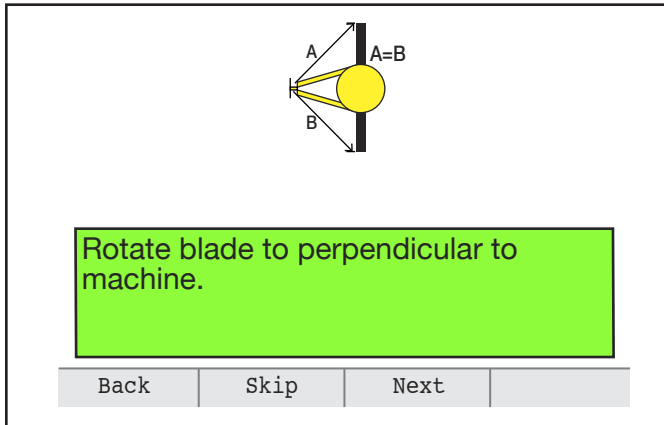 A
A=B
B
Rotate blade to perpendicular to
machine.
Back Skip Next